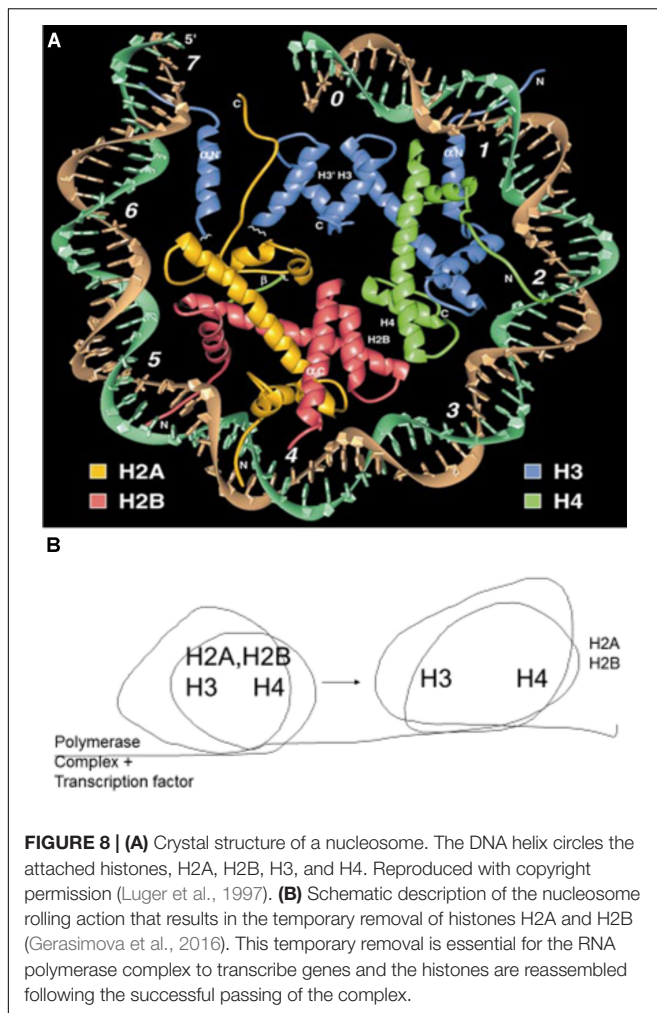 A
5'
7
0
N
C
αN
αN
1
H3' H3
6
C
N
2
β
H4
C
H2B
5
αC
3
N
4
N
H2A
H2B
H3
H4
B
H2A,H2B
H3 H4
H3 H4
H2A
H2B
Polymerase
Complex +
Transcription factor
FIGURE 8 | (A) Crystal structure of a nucleosome. The DNA helix circles the
attached histones, H2A, H2B, H3, and H4. Reproduced with copyright
permission (Luger et al., 1997). (B) Schematic description of the nucleosome
rolling action that results in the temporary removal of histones H2A and H2B
(Gerasimova et al., 2016). This temporary removal is essential for the RNA
polymerase complex to transcribe genes and the histones are reassembled
following the successful passing of the complex.